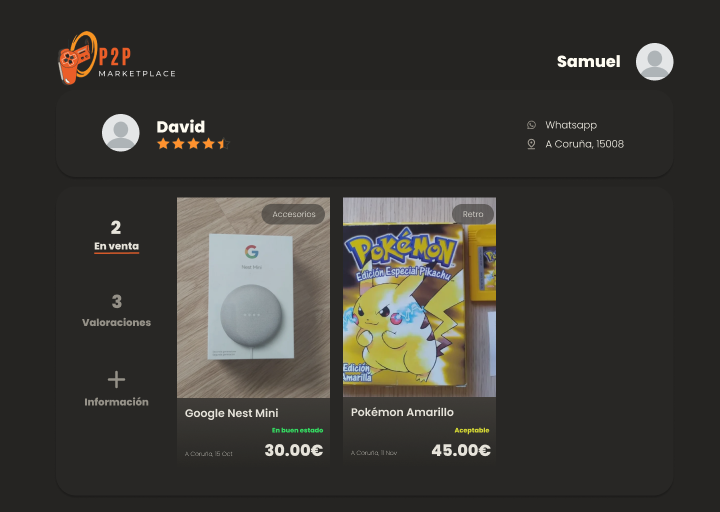 P2P
MARKETPLACE
Samuel
David
Whatsapp
A Coruña, 15008
2
En venta
3
Valoraciones
Información
Accesorios
Nest Mini
Google Nest Mini
En buen estado
A Coruña, 15 Oct
30.00€
Retro
POKéMON
Edición Especial Pikachu
Edición
Amarilla
Pokémon Amarillo
Aceptable
A Coruña, 11 Nov
45.00€